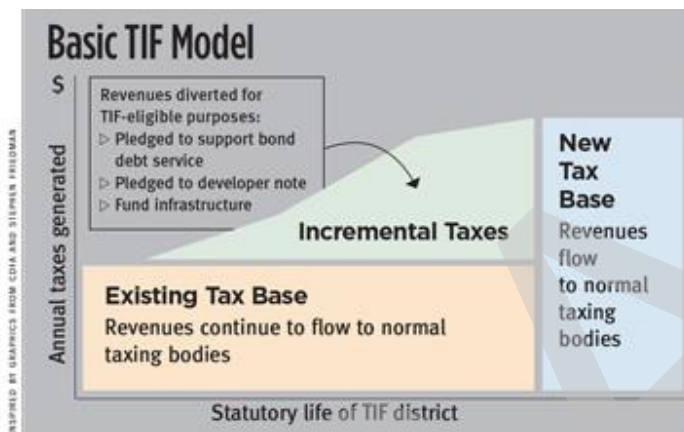 Basic TIF Model
$
Annual taxes generated
Revenues diverted for
TIF-eligible purposes:
▷ Pledged to support bond
debt service
▷ Pledged to developer note
▷ Fund infrastructure
Incremental Taxes
Existing Tax Base
Revenues continue to flow to normal
taxing bodies
New
Tax
Base
Revenues
flow
to normal
taxing
bodies
Statutory life of TIF district
INSPIRED BY GRAPHICS FROM CDIA AND STEPHEN FRIEDMAN